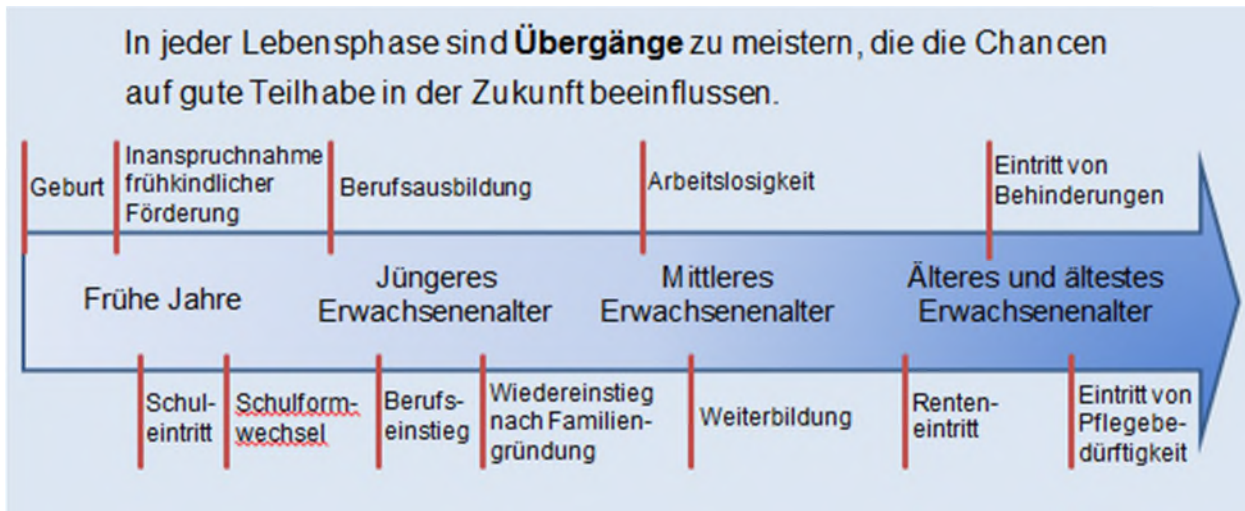 In jeder Lebensphase sind Übergänge zu meistern, die die Chancen
auf gute Teilhabe in der Zukunft beeinflussen.
Geburt
Inanspruchnahme
frühkindlicher
Förderung
Berufsausbildung
Arbeitslosigkeit
Eintritt von
Behinderungen
Frühe Jahre
Jüngeres
Erwachsenenalter
Mittleres
Erwachsenenalter
Älteres und ältestes
Erwachsenenalter
Schul-
eintritt
Schulform-
wechsel
Berufs-
einstieg
Wiedereinstieg
nach Familien-
gründung
Weiterbildung
Renten-
eintritt
Eintritt von
Pflegebe-
dürftigkeit